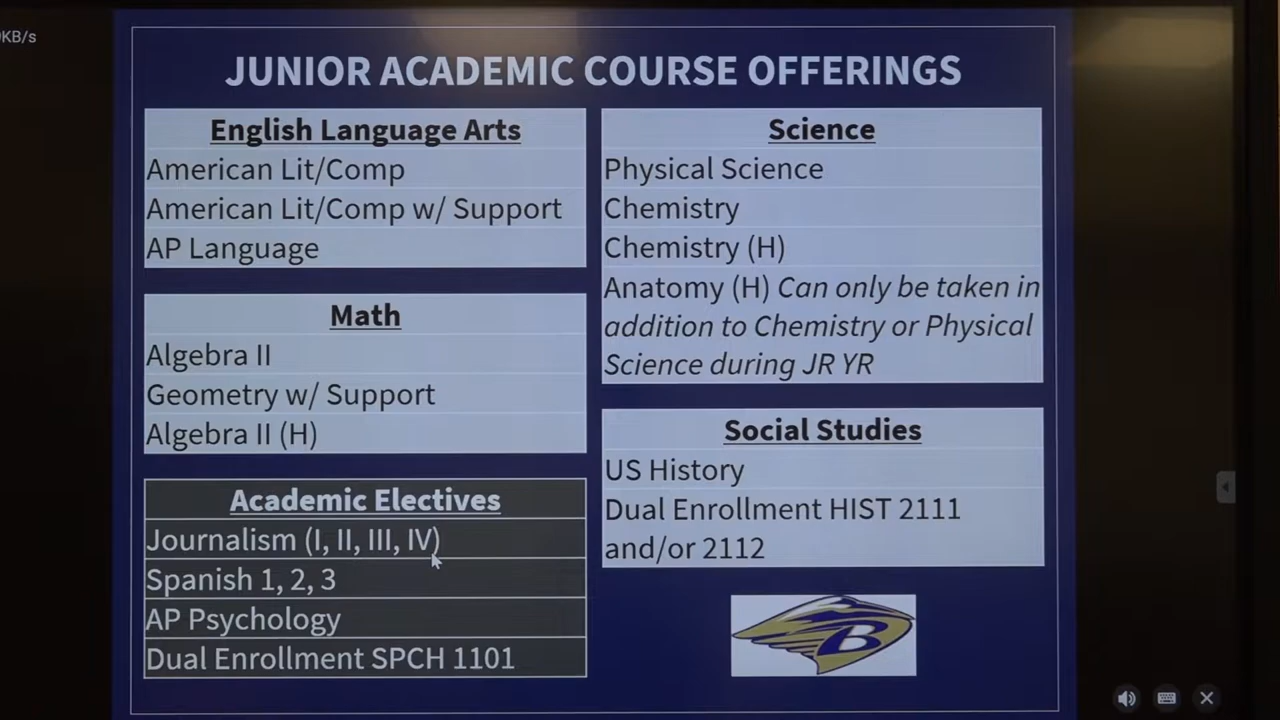 KB/s
JUNIOR ACADEMIC COURSE OFFERINGS
English Language Arts
American Lit/Comp
American Lit/Comp w/ Support
AP Language
Math
Algebra II
Geometry w/ Support
Algebra II (H)
Academic Electives
Journalism (I, II, III, IV)
Spanish 1, 2, 3
AP Psychology
Dual Enrollment SPCH 1101
Science
Physical Science
Chemistry
Chemistry (H)
Anatomy (H) Can only be taken in
addition to Chemistry or Physical
Science during JR YR
Social Studies
US History
Dual Enrollment HIST 2111
and/or 2112
B